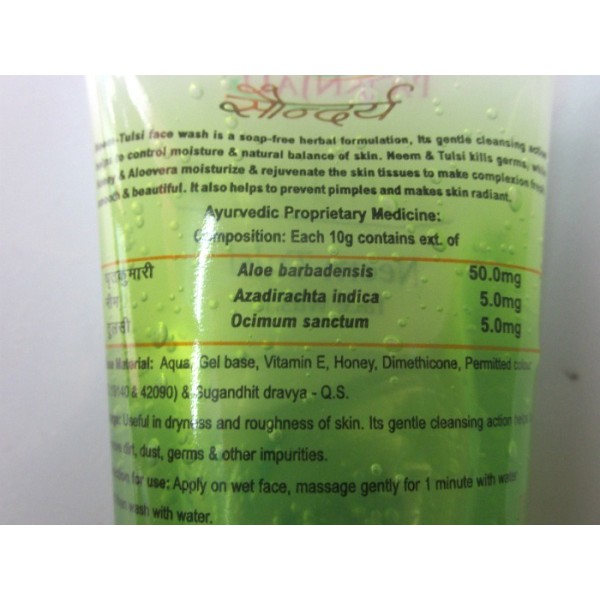 सौन्दर्य
-Tulsi face wash is a soap-free herbal formulation, Its gentle cleansing action
to control moisture & natural balance of skin. Neem & Tulsi kills germs, while
& Aloevera moisturize & rejuvenate the skin tissues to make complexion fresh,
& beautiful. It also helps to prevent pimples and makes skin radiant.
Ayurvedic Proprietary Medicine:
Composition: Each 10g contains ext. of
घृतकुमारी Aloe barbadensis 50.0mg
नीम Azadirachta indica 5.0mg
तुलसी Ocimum sanctum 5.0mg
Material: Aqua, Gel base, Vitamin E, Honey, Dimethicone, Permitted colour
& 42090) & Sugandhit dravya - Q.S.
Useful in dryness and roughness of skin. Its gentle cleansing action
dirt, dust, germs & other impurities.
for use: Apply on wet face, massage gently for 1 minute with water
wash with water.